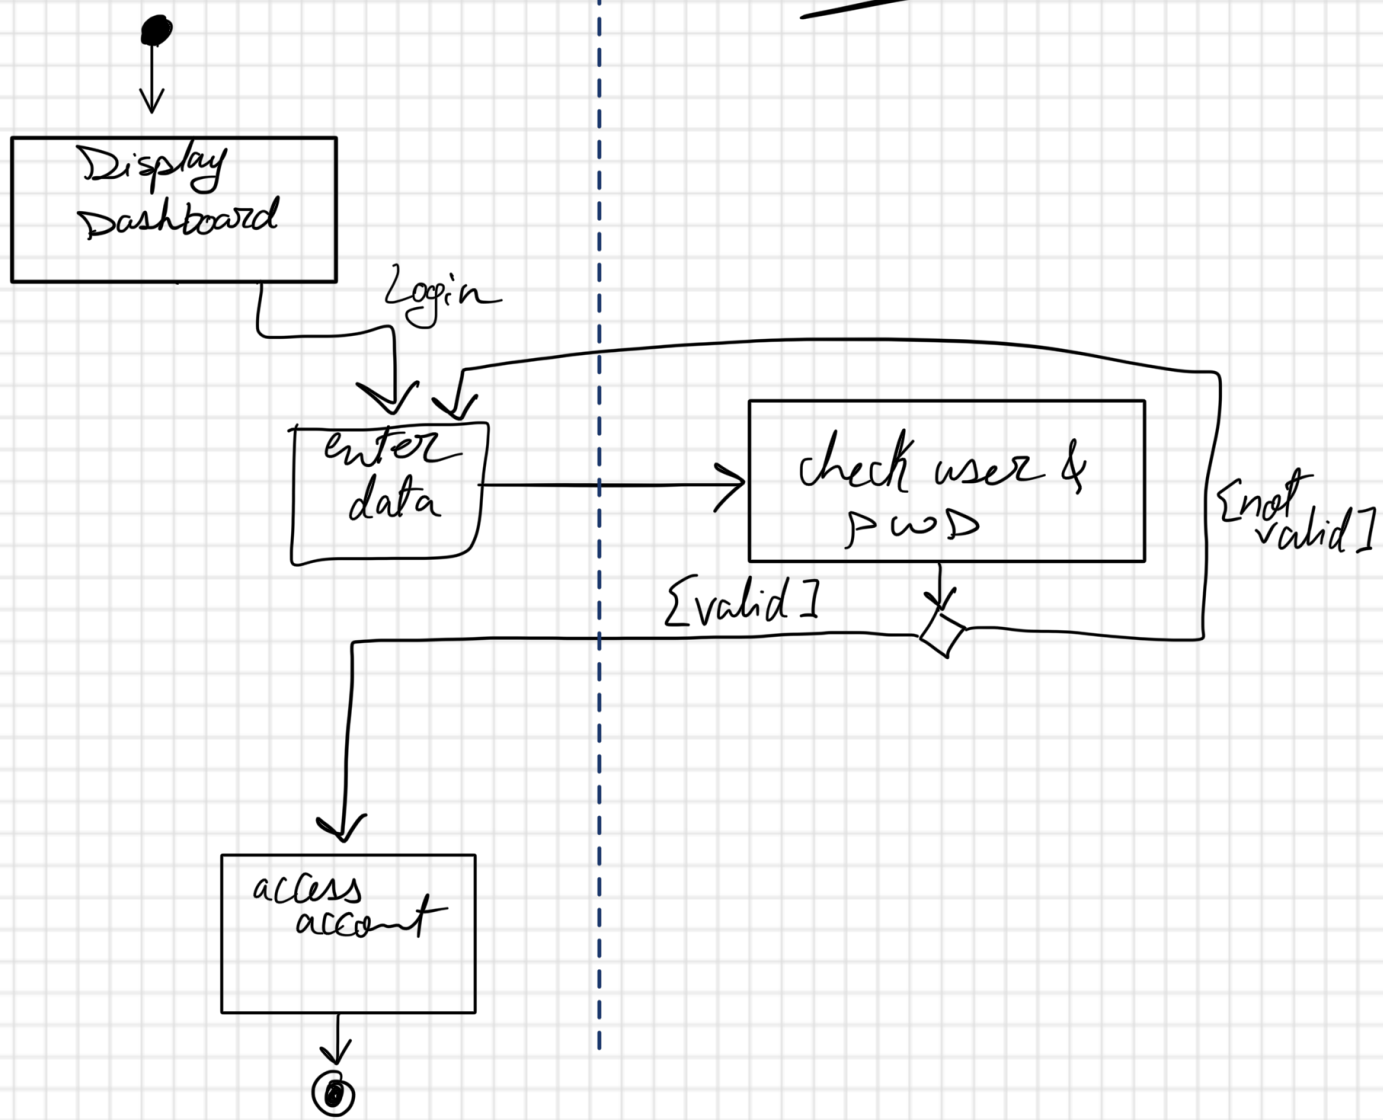 Display
Dashboard
Login
enter
data
check user &
PWD
[not
valid]
[valid]
access
account